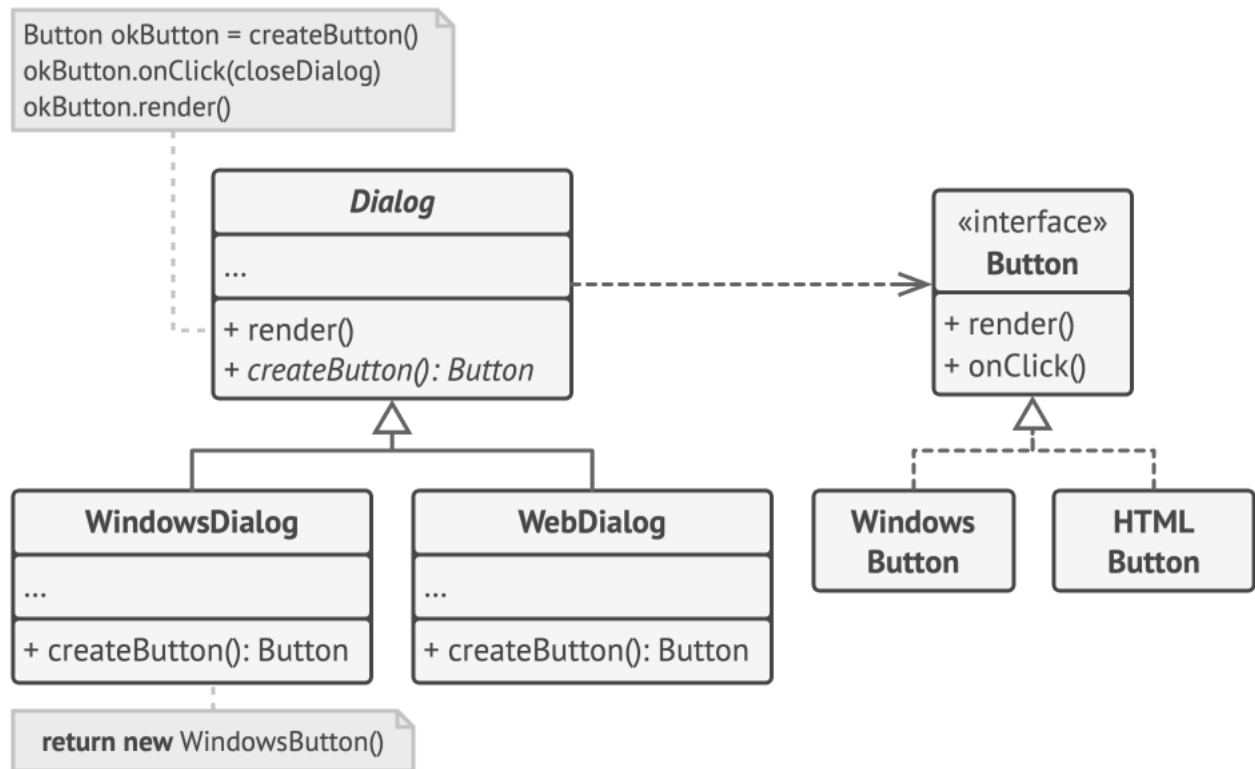 Button okButton = createButton()
okButton.onClick(closeDialog)
okButton.render()
Dialog
...
+ render()
+ createButton(): Button
«interface»
Button
+ render()
+ onClick()
WindowsDialog
...
+ createButton(): Button
WebDialog
...
+ createButton(): Button
Windows
Button
HTML
Button
return new WindowsButton()